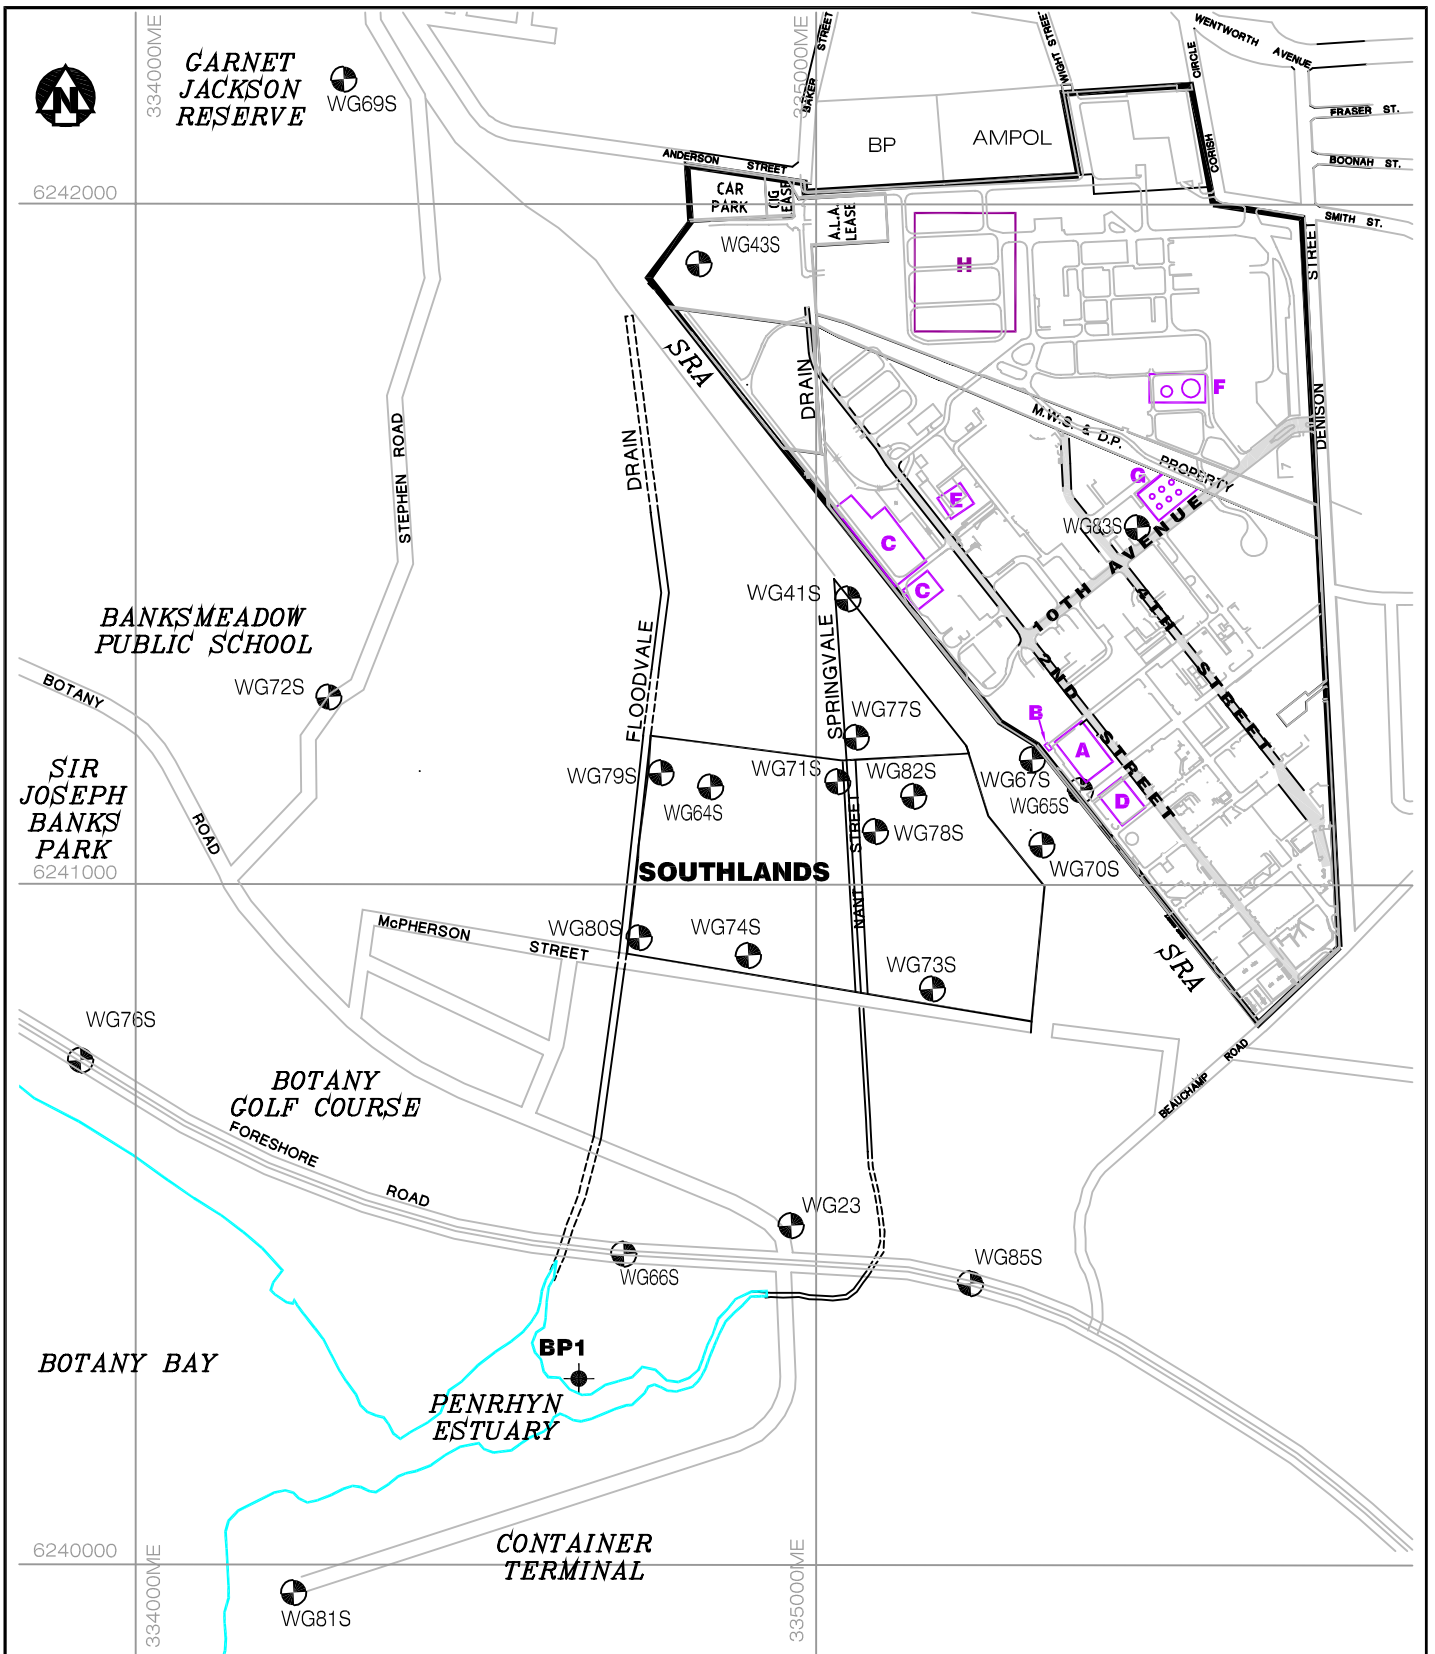 334000ME
335000ME
N
GARNET
JACKSON
RESERVE
WG69S
BAKER
STREET
WIGHT STREE
CIRCLE
CORISH
WENTWORTH
AVENUE
FRASER ST.
BOONAH ST.
SMITH ST.
BP
AMPOL
ANDERSON
STREET
CAR
PARK
A.L.A.
LEASE
6242000
WG43S
H
STREET
DENISON
SRA
DRAIN
DRAIN
F
M.W.S. & D.P.
PROPERTY
G
E
WG83S
10TH AVENUE
4TH STREET
STEPHEN ROAD
C
C
WG41S
BANKSMEADOW
PUBLIC SCHOOL
WG72S
BOTANY
ROAD
FLOODVALE
SPRINGVALE
2ND STREET
WG77S
B
A
D
SIR
JOSEPH
BANKS
PARK
WG79S
WG64S
WG71S
WG82S
WG67S
WG65S
WG78S
WG70S
NANT STREET
SOUTHLANDS
6241000
McPHERSON
STREET
WG80S
WG74S
WG73S
SRA
WG76S
BEAUCHAMP
ROAD
BOTANY
GOLF COURSE
FORESHORE
ROAD
WG23
WG66S
WG85S
BP1
BOTANY BAY
PENRHYN
ESTUARY
CONTAINER
TERMINAL
6240000
WG81S
334000ME
335000ME